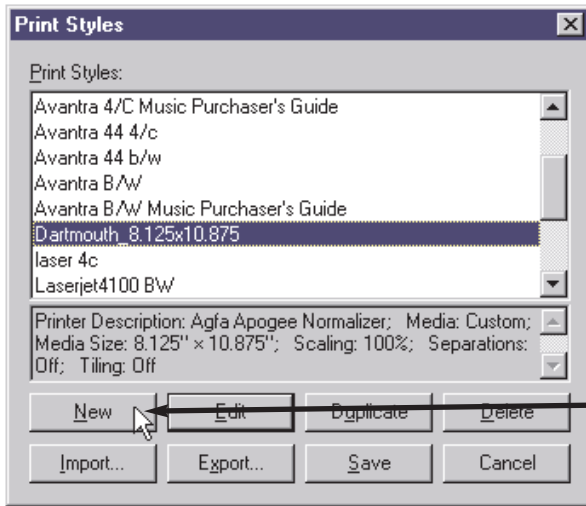 Print Styles
Print Styles:
Avantra 4/C Music Purchaser's Guide
Avantra 44 4/c
Avantra 44 b/w
Avantra B/W
Avantra B/W Music Purchaser's Guide
Dartmouth_8.125x10.875
laser 4c
Laserjet4100 BW
Printer Description: Agfa Apogee Normalizer; Media: Custom;
Media Size: 8.125" × 10.875"; Scaling: 100%; Separations:
Off; Tiling: Off
New Edit Duplicate Delete
Import... Export... Save Cancel